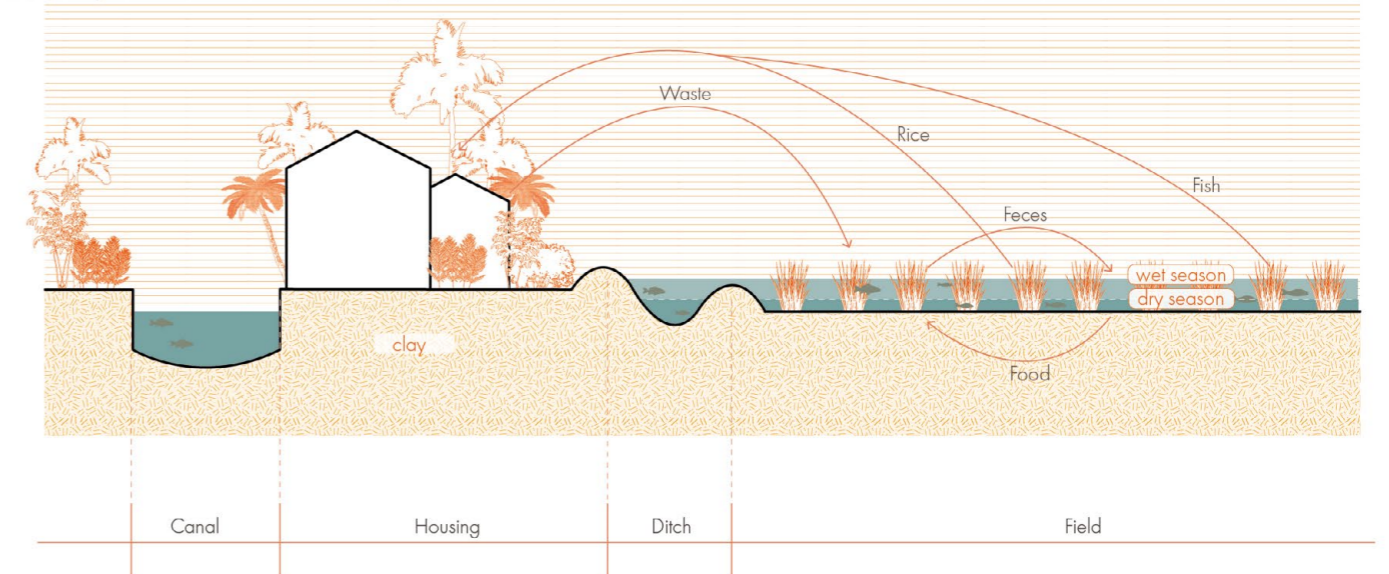 Waste
Rice
Fish
Feces
wet season
dry season
clay
Food
Canal
Housing
Ditch
Field